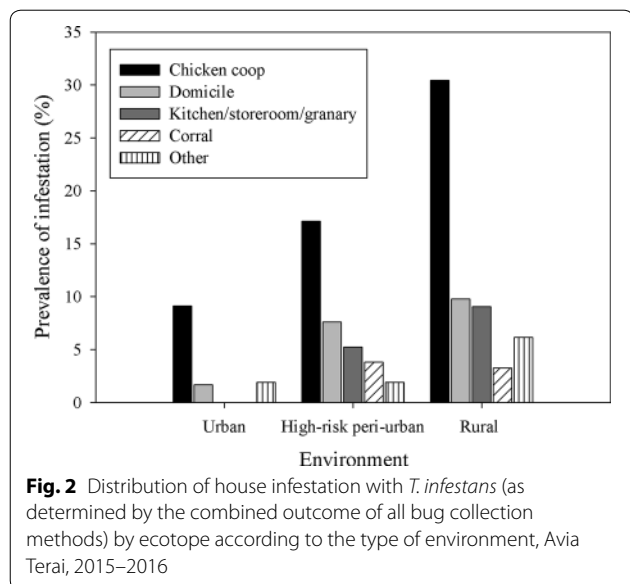 35
30
25
20
15
10
5
0
Prevalence of infestation (%)
Chicken coop
Domicile
Kitchen/storeroom/granary
Corral
Other
Urban High-risk peri-urban Rural
Environment
Fig. 2 Distribution of house infestation with T. infestans (as
determined by the combined outcome of all bug collection
methods) by ecotope according to the type of environment, Avia
Terai, 2015–2016